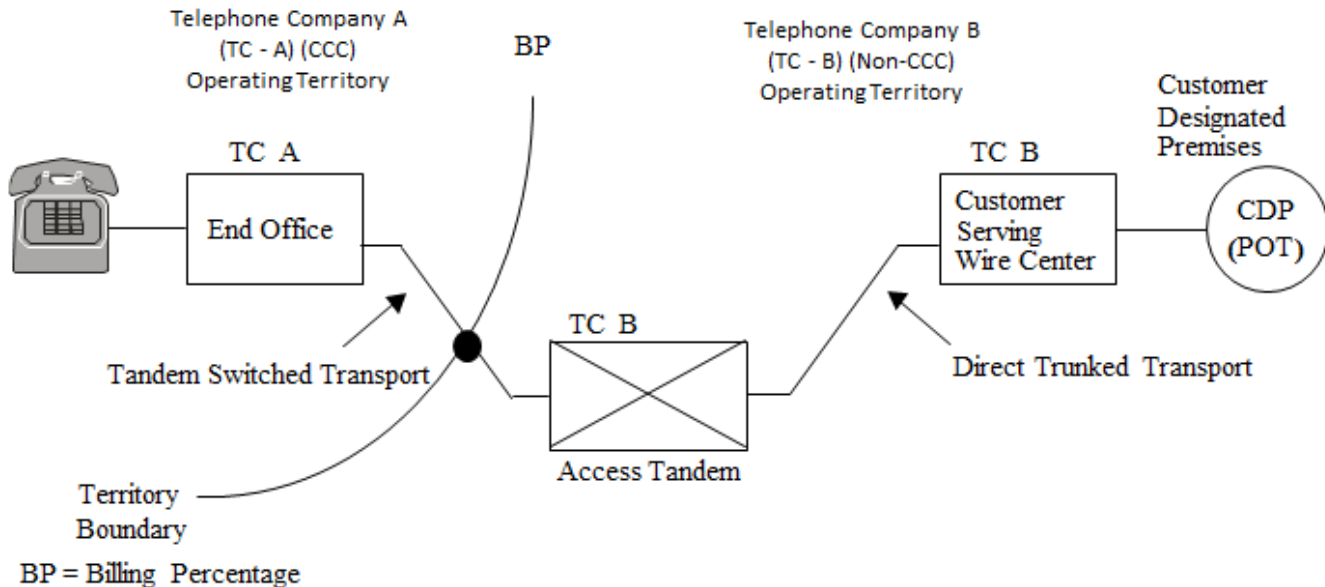 Telephone Company A
(TC - A) (CCC)
Operating Territory
BP
Telephone Company B
(TC - B) (Non-CCC)
Operating Territory
Customer
Designated
Premises
TC A
End Office
TC B
Customer
Serving
Wire Center
CDP
(POT)
Tandem Switched Transport
TC B
Access Tandem
Direct Trunked Transport
Territory
Boundary
BP = Billing Percentage